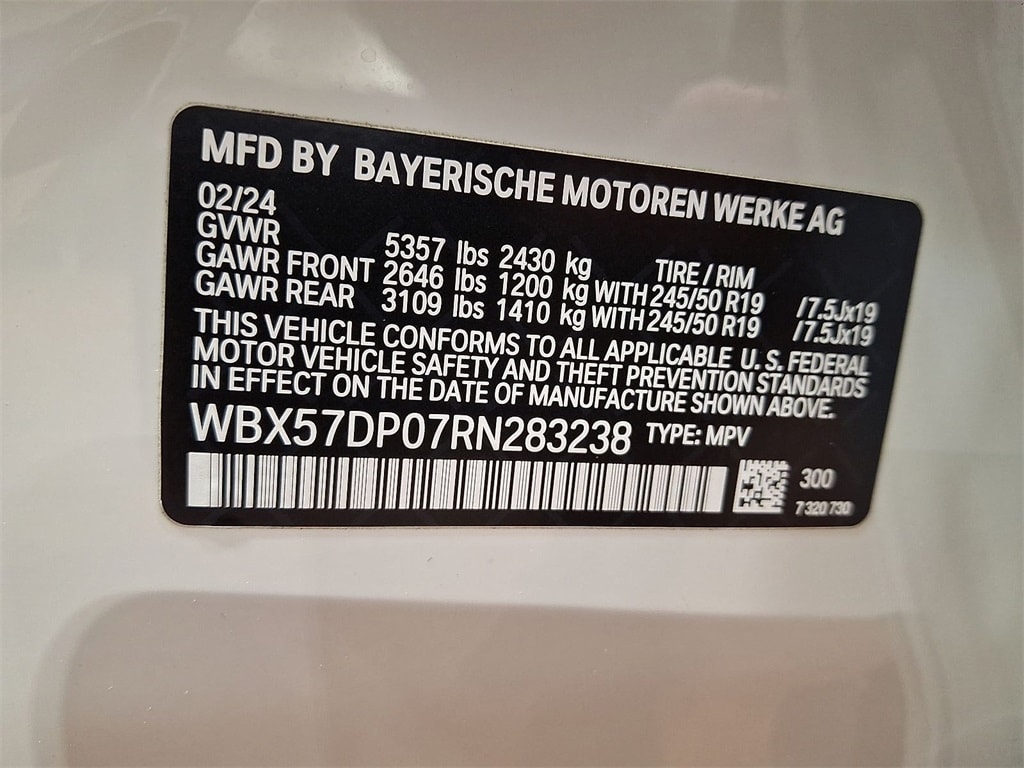 MFD BY BAYERISCHE MOTOREN WERKE AG
02/24
GVWR 5357 lbs 2430 kg TIRE / RIM
GAWR FRONT 2646 lbs 1200 kg WITH 245/50 R19 /7.5Jx19
GAWR REAR 3109 lbs 1410 kg WITH 245/50 R19 /7.5Jx19
THIS VEHICLE CONFORMS TO ALL APPLICABLE U. S. FEDERAL
MOTOR VEHICLE SAFETY AND THEFT PREVENTION STANDARDS
IN EFFECT ON THE DATE OF MANUFACTURE SHOWN ABOVE.
WBX57DP07RN283238 TYPE: MPV
300
7 320 730